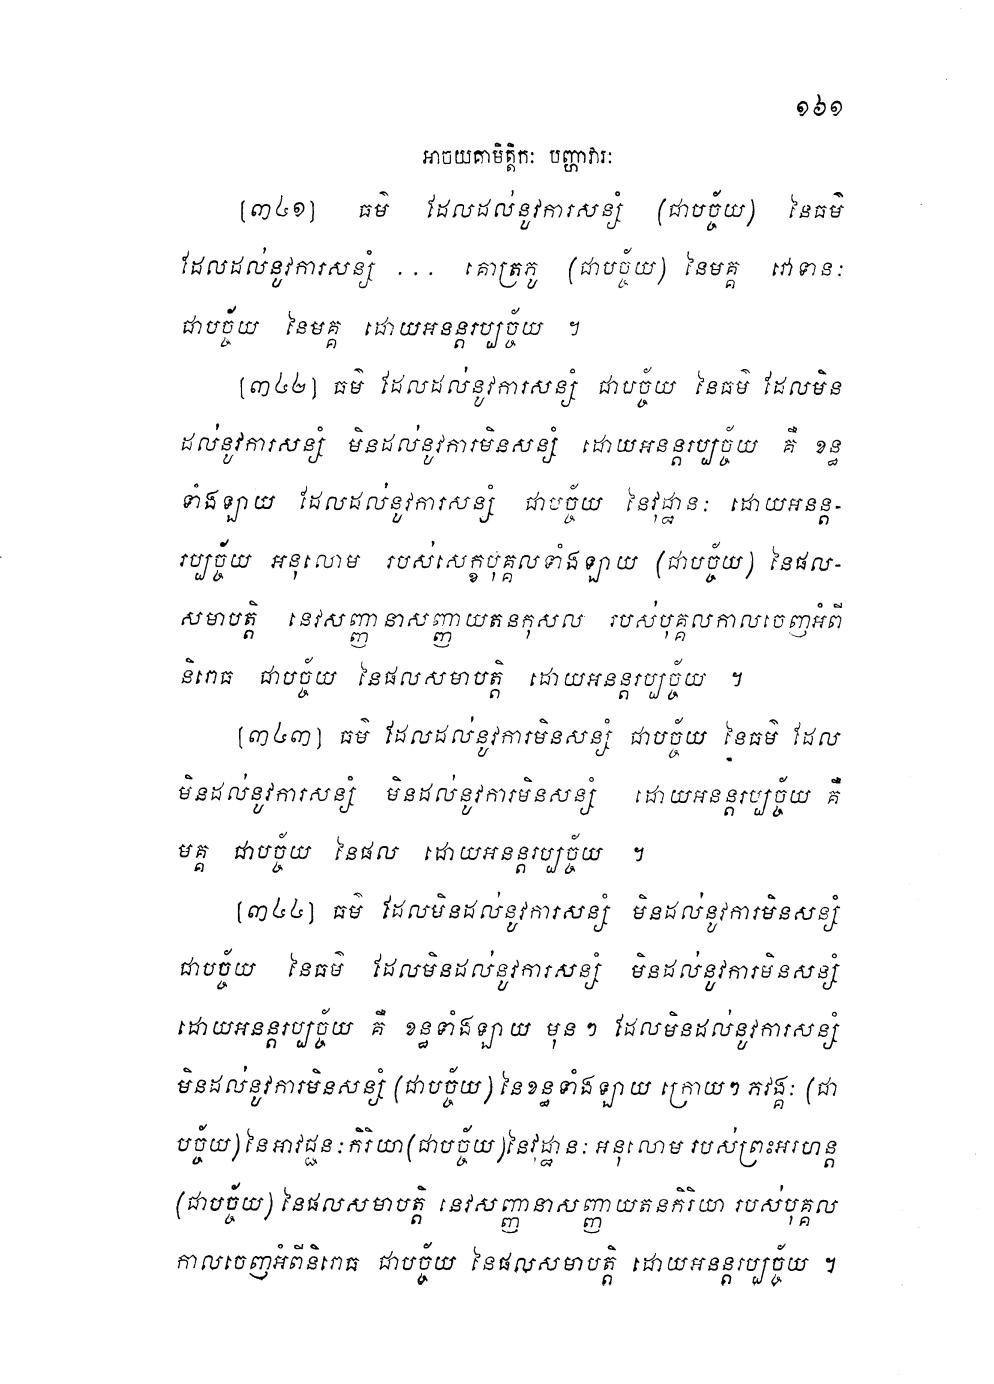 ១៦១
អាចយគាមិត្តិកៈ បញ្ហាវារៈ
[៣៤១] ធម៌ ដែលដល់នូវការសន្សំ (ជាបច្ច័យ) នៃធម៌
ដែលដល់នូវការសន្សំ ... គោត្រភូ (ជាបច្ច័យ) នៃមគ្គ វោទានៈ
ជាបច្ច័យ នៃមគ្គ ដោយអនន្តរប្បច្ច័យ ។
[៣៤២] ធម៌ ដែលដល់នូវការសន្សំ ជាបច្ច័យ នៃធម៌ ដែលមិន
ដល់នូវការសន្សំ មិនដល់នូវការមិនសន្សំ ដោយអនន្តរប្បច្ច័យ គឺ ខន្ធ
ទាំងឡាយ ដែលដល់នូវការសន្សំ ជាបច្ច័យ នៃវុដ្ឋានៈ ដោយអនន្ត-
រប្បច្ច័យ អនុលោម របស់សេក្ខបុគ្គលទាំងឡាយ (ជាបច្ច័យ) នៃផល-
សមាបត្តិ នេវសញ្ញានាសញ្ញាយតនកុសល របស់បុគ្គលកាលចេញអំពី
និរោធ ជាបច្ច័យ នៃផលសមាបត្តិ ដោយអនន្តរប្បច្ច័យ ។
[៣៤៣] ធម៌ ដែលដល់នូវការមិនសន្សំ ជាបច្ច័យ នៃធម៌ ដែល
មិនដល់នូវការសន្សំ មិនដល់នូវការមិនសន្សំ ដោយអនន្តរប្បច្ច័យ គឺ
មគ្គ ជាបច្ច័យ នៃផល ដោយអនន្តរប្បច្ច័យ ។
[៣៤៤] ធម៌ ដែលមិនដល់នូវការសន្សំ មិនដល់នូវការមិនសន្សំ
ជាបច្ច័យ នៃធម៌ ដែលមិនដល់នូវការសន្សំ មិនដល់នូវការមិនសន្សំ
ដោយអនន្តរប្បច្ច័យ គឺ ខន្ធទាំងឡាយ មុនៗ ដែលមិនដល់នូវការសន្សំ
មិនដល់នូវការមិនសន្សំ (ជាបច្ច័យ) នៃខន្ធទាំងឡាយ ក្រោយៗ ភវង្គៈ (ជា
បច្ច័យ) នៃអាវជ្ជនៈ កិរិយា (ជាបច្ច័យ) នៃវុដ្ឋានៈ អនុលោម របស់ព្រះអរហន្ត
(ជាបច្ច័យ) នៃផលសមាបត្តិ នេវសញ្ញានាសញ្ញាយតនកិរិយា របស់បុគ្គល
កាលចេញអំពីនិរោធ ជាបច្ច័យ នៃផលសមាបត្តិ ដោយអនន្តរប្បច្ច័យ ។